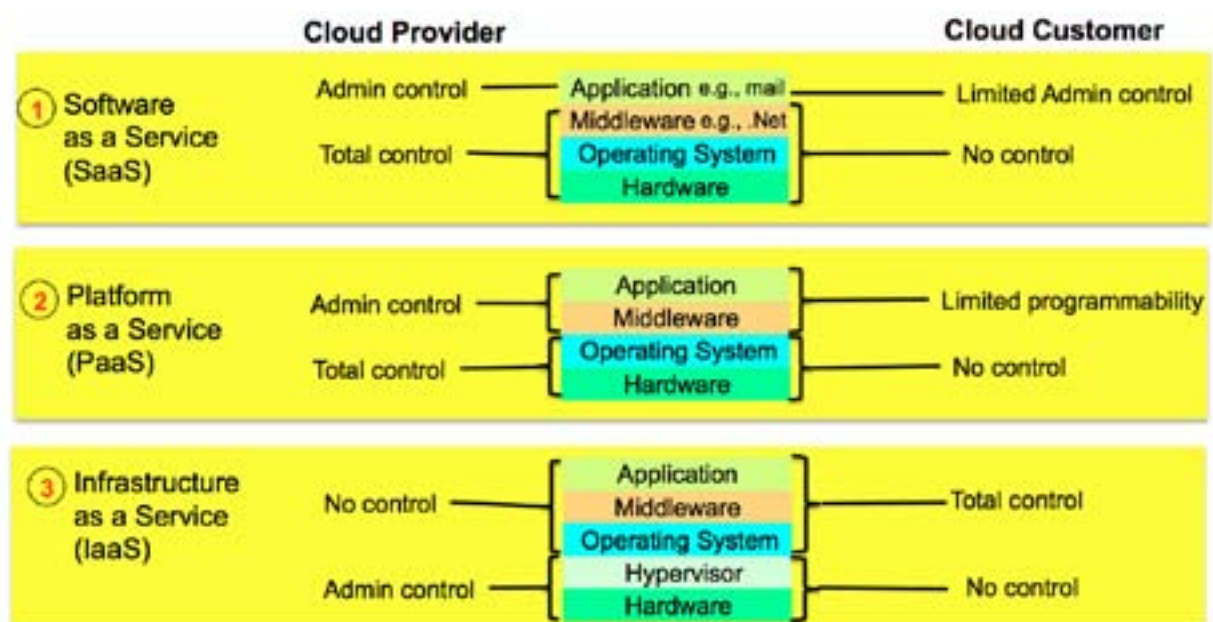 Cloud Provider
Cloud Customer
1 Software
as a Service
(SaaS)
Admin control
Total control
Application e.g., mail
Middleware e.g., .Net
Operating System
Hardware
Limited Admin control
No control
2 Platform
as a Service
(PaaS)
Admin control
Total control
Application
Middleware
Operating System
Hardware
Limited programmability
No control
3 Infrastructure
as a Service
(IaaS)
No control
Admin control
Application
Middleware
Operating System
Hypervisor
Hardware
Total control
No control